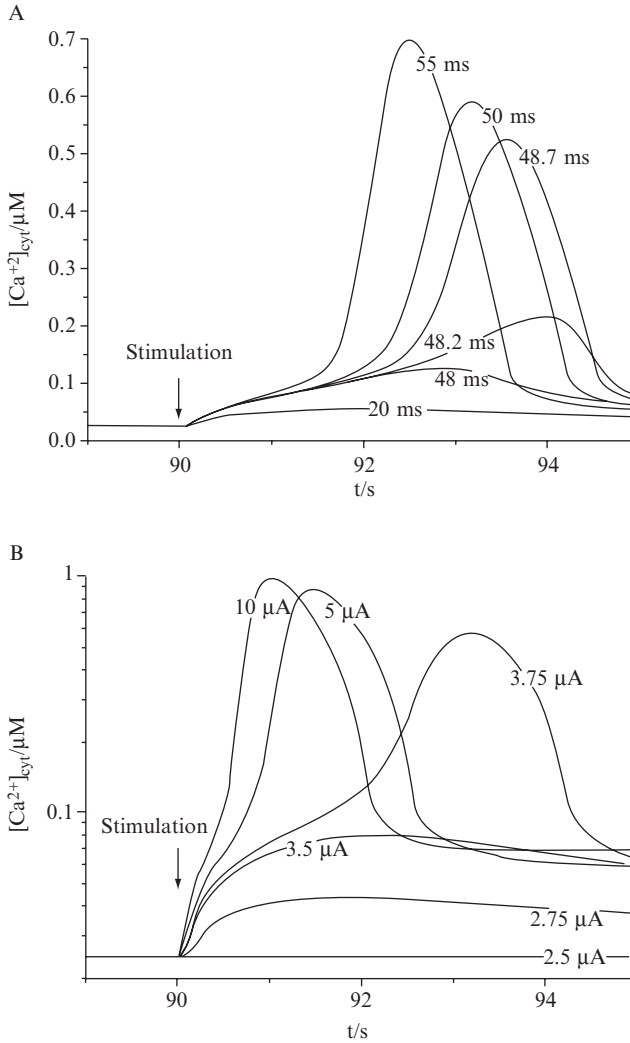 A
0.7
0.6
0.5
0.4
0.3
0.2
0.1
0.0
[Ca⁺²]cyt/µM
55 ms
50 ms
48.7 ms
48.2 ms
48 ms
20 ms
Stimulation
90 92 94
t/s
B
1
0.1
[Ca²⁺]cyt/µM
10 µA
5 µA
3.75 µA
Stimulation
3.5 µA
2.75 µA
2.5 µA
90 92 94
t/s